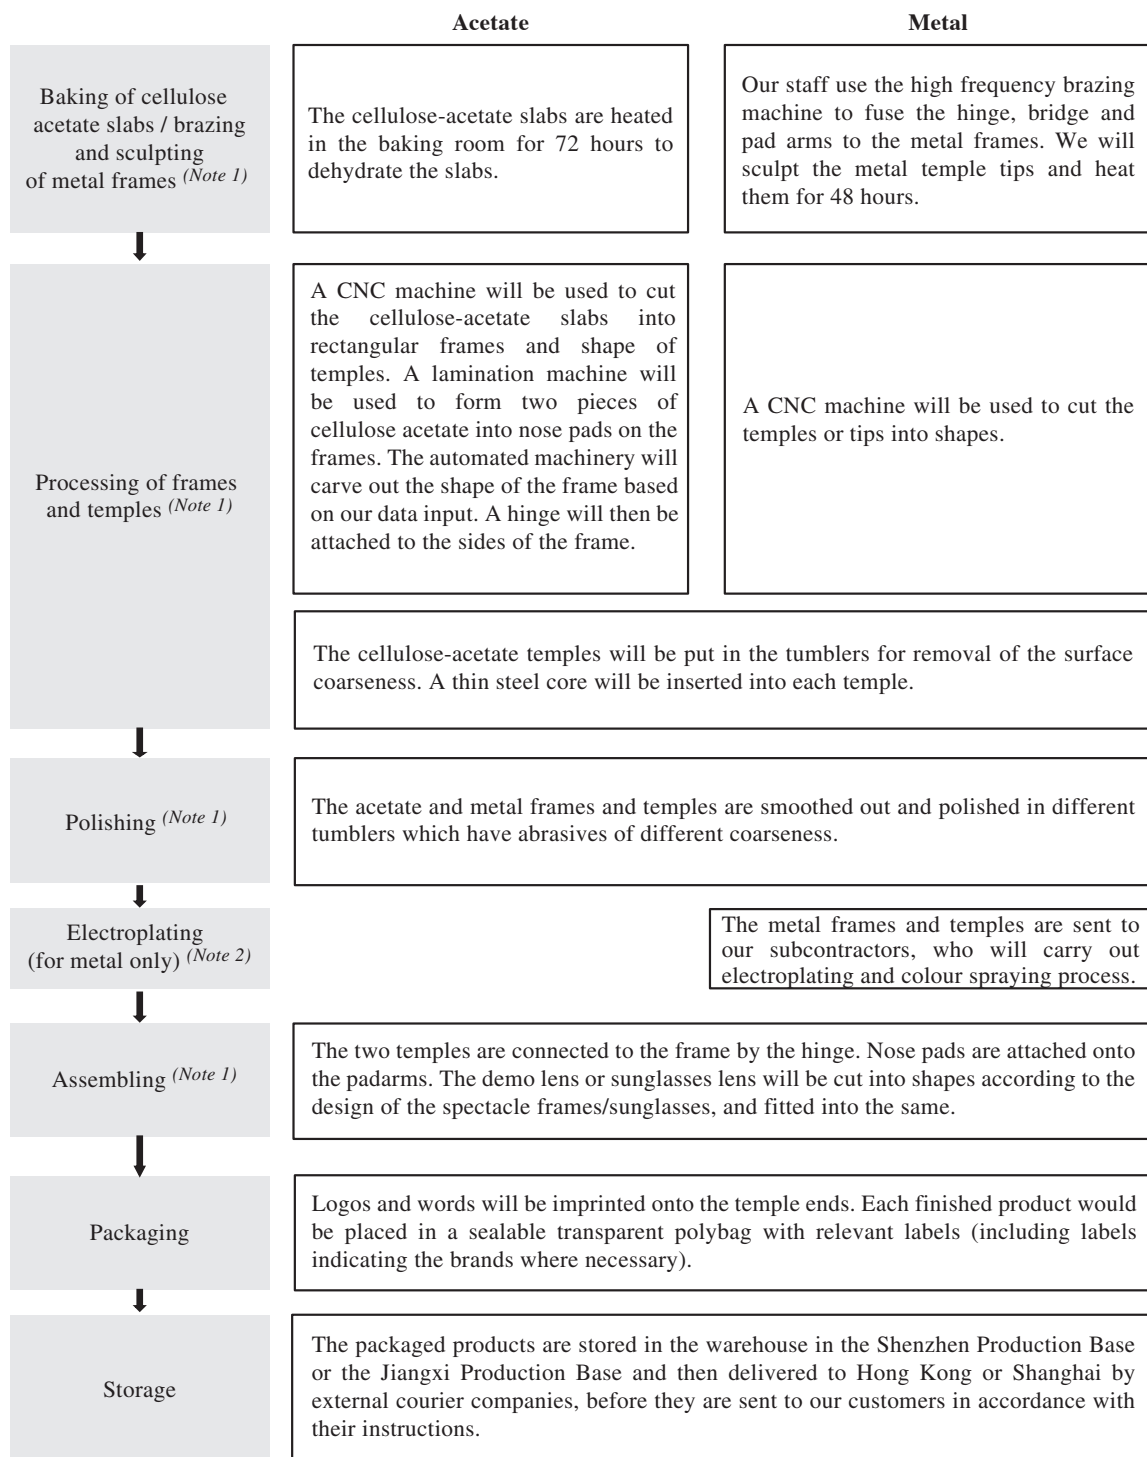 Acetate
Metal
Baking of cellulose
acetate slabs / brazing
and sculpting
of metal frames (Note 1)
The cellulose-acetate slabs are heated
in the baking room for 72 hours to
dehydrate the slabs.
Our staff use the high frequency brazing
machine to fuse the hinge, bridge and
pad arms to the metal frames. We will
sculpt the metal temple tips and heat
them for 48 hours.
Processing of frames
and temples (Note 1)
A CNC machine will be used to cut
the cellulose-acetate slabs into
rectangular frames and shape of
temples. A lamination machine will
be used to form two pieces of
cellulose acetate into nose pads on the
frames. The automated machinery will
carve out the shape of the frame based
on our data input. A hinge will then be
attached to the sides of the frame.
A CNC machine will be used to cut the
temples or tips into shapes.
The cellulose-acetate temples will be put in the tumblers for removal of the surface
coarseness. A thin steel core will be inserted into each temple.
Polishing (Note 1)
The acetate and metal frames and temples are smoothed out and polished in different
tumblers which have abrasives of different coarseness.
Electroplating
(for metal only) (Note 2)
The metal frames and temples are sent to
our subcontractors, who will carry out
electroplating and colour spraying process.
Assembling (Note 1)
The two temples are connected to the frame by the hinge. Nose pads are attached onto
the padarms. The demo lens or sunglasses lens will be cut into shapes according to the
design of the spectacle frames/sunglasses, and fitted into the same.
Packaging
Logos and words will be imprinted onto the temple ends. Each finished product would
be placed in a sealable transparent polybag with relevant labels (including labels
indicating the brands where necessary).
Storage
The packaged products are stored in the warehouse in the Shenzhen Production Base
or the Jiangxi Production Base and then delivered to Hong Kong or Shanghai by
external courier companies, before they are sent to our customers in accordance with
their instructions.